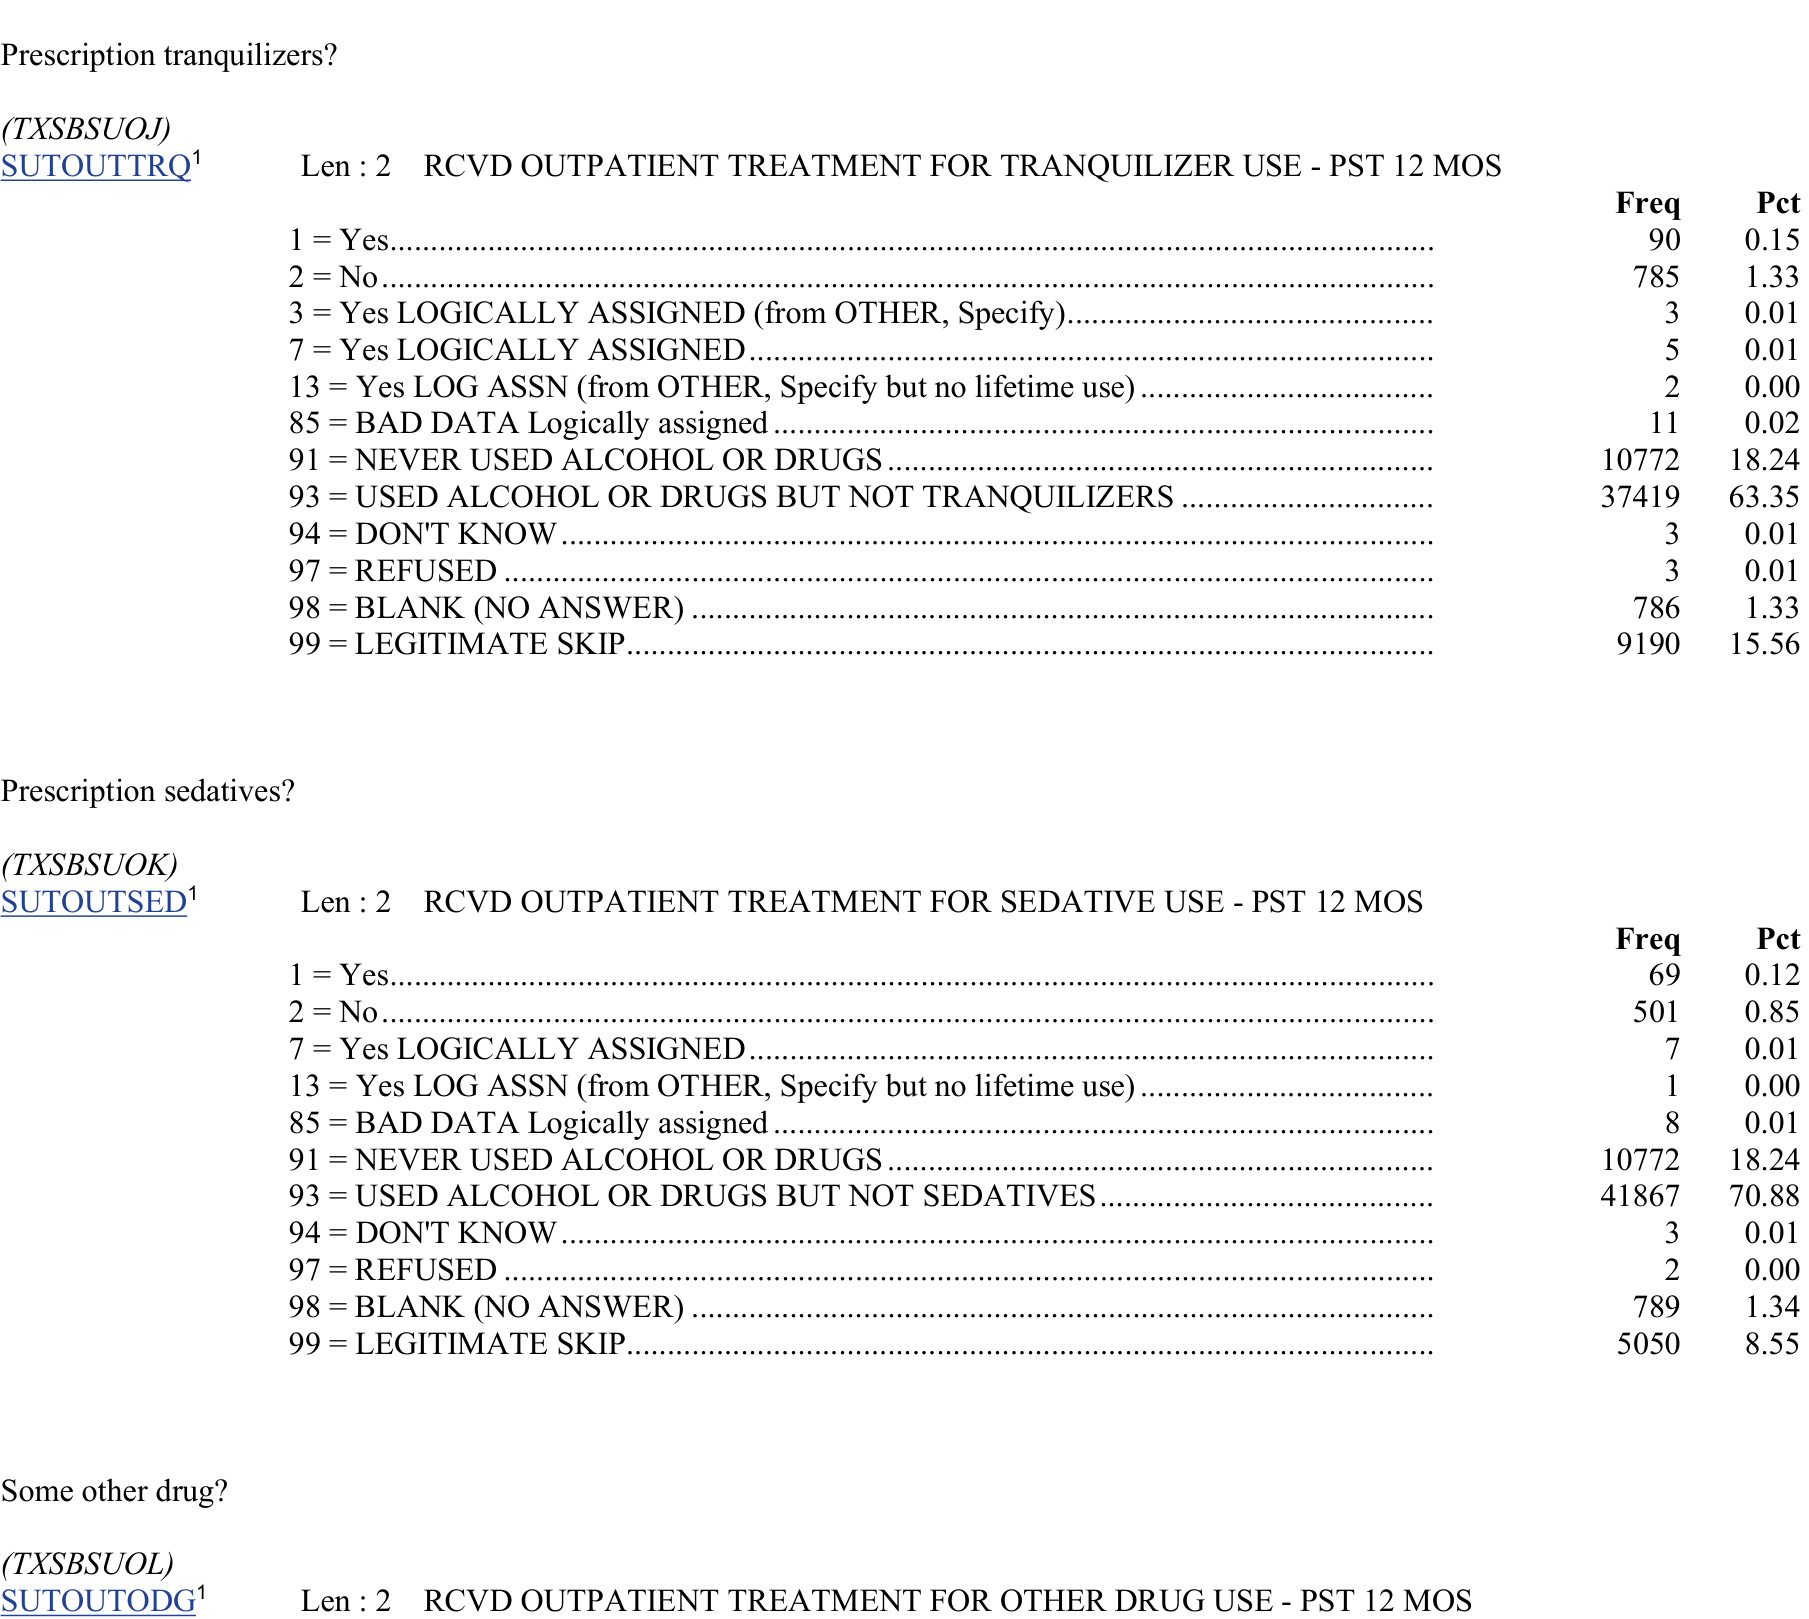 Prescription tranquilizers?
(TXSBSUOJ)
SUTOUTTRQ1 Len : 2 RCVD OUTPATIENT TREATMENT FOR TRANQUILIZER USE - PST 12 MOS
Freq Pct
1 = Yes 90 0.15
2 = No 785 1.33
3 = Yes LOGICALLY ASSIGNED (from OTHER, Specify) 3 0.01
7 = Yes LOGICALLY ASSIGNED 5 0.01
13 = Yes LOG ASSN (from OTHER, Specify but no lifetime use) 2 0.00
85 = BAD DATA Logically assigned 11 0.02
91 = NEVER USED ALCOHOL OR DRUGS 10772 18.24
93 = USED ALCOHOL OR DRUGS BUT NOT TRANQUILIZERS 37419 63.35
94 = DON'T KNOW 3 0.01
97 = REFUSED 3 0.01
98 = BLANK (NO ANSWER) 786 1.33
99 = LEGITIMATE SKIP 9190 15.56
Prescription sedatives?
(TXSBSUOK)
SUTOUTSED1 Len : 2 RCVD OUTPATIENT TREATMENT FOR SEDATIVE USE - PST 12 MOS
Freq Pct
1 = Yes 69 0.12
2 = No 501 0.85
7 = Yes LOGICALLY ASSIGNED 7 0.01
13 = Yes LOG ASSN (from OTHER, Specify but no lifetime use) 1 0.00
85 = BAD DATA Logically assigned 8 0.01
91 = NEVER USED ALCOHOL OR DRUGS 10772 18.24
93 = USED ALCOHOL OR DRUGS BUT NOT SEDATIVES 41867 70.88
94 = DON'T KNOW 3 0.01
97 = REFUSED 2 0.00
98 = BLANK (NO ANSWER) 789 1.34
99 = LEGITIMATE SKIP 5050 8.55
Some other drug?
(TXSBSUOL)
SUTOUTODG1 Len : 2 RCVD OUTPATIENT TREATMENT FOR OTHER DRUG USE - PST 12 MOS